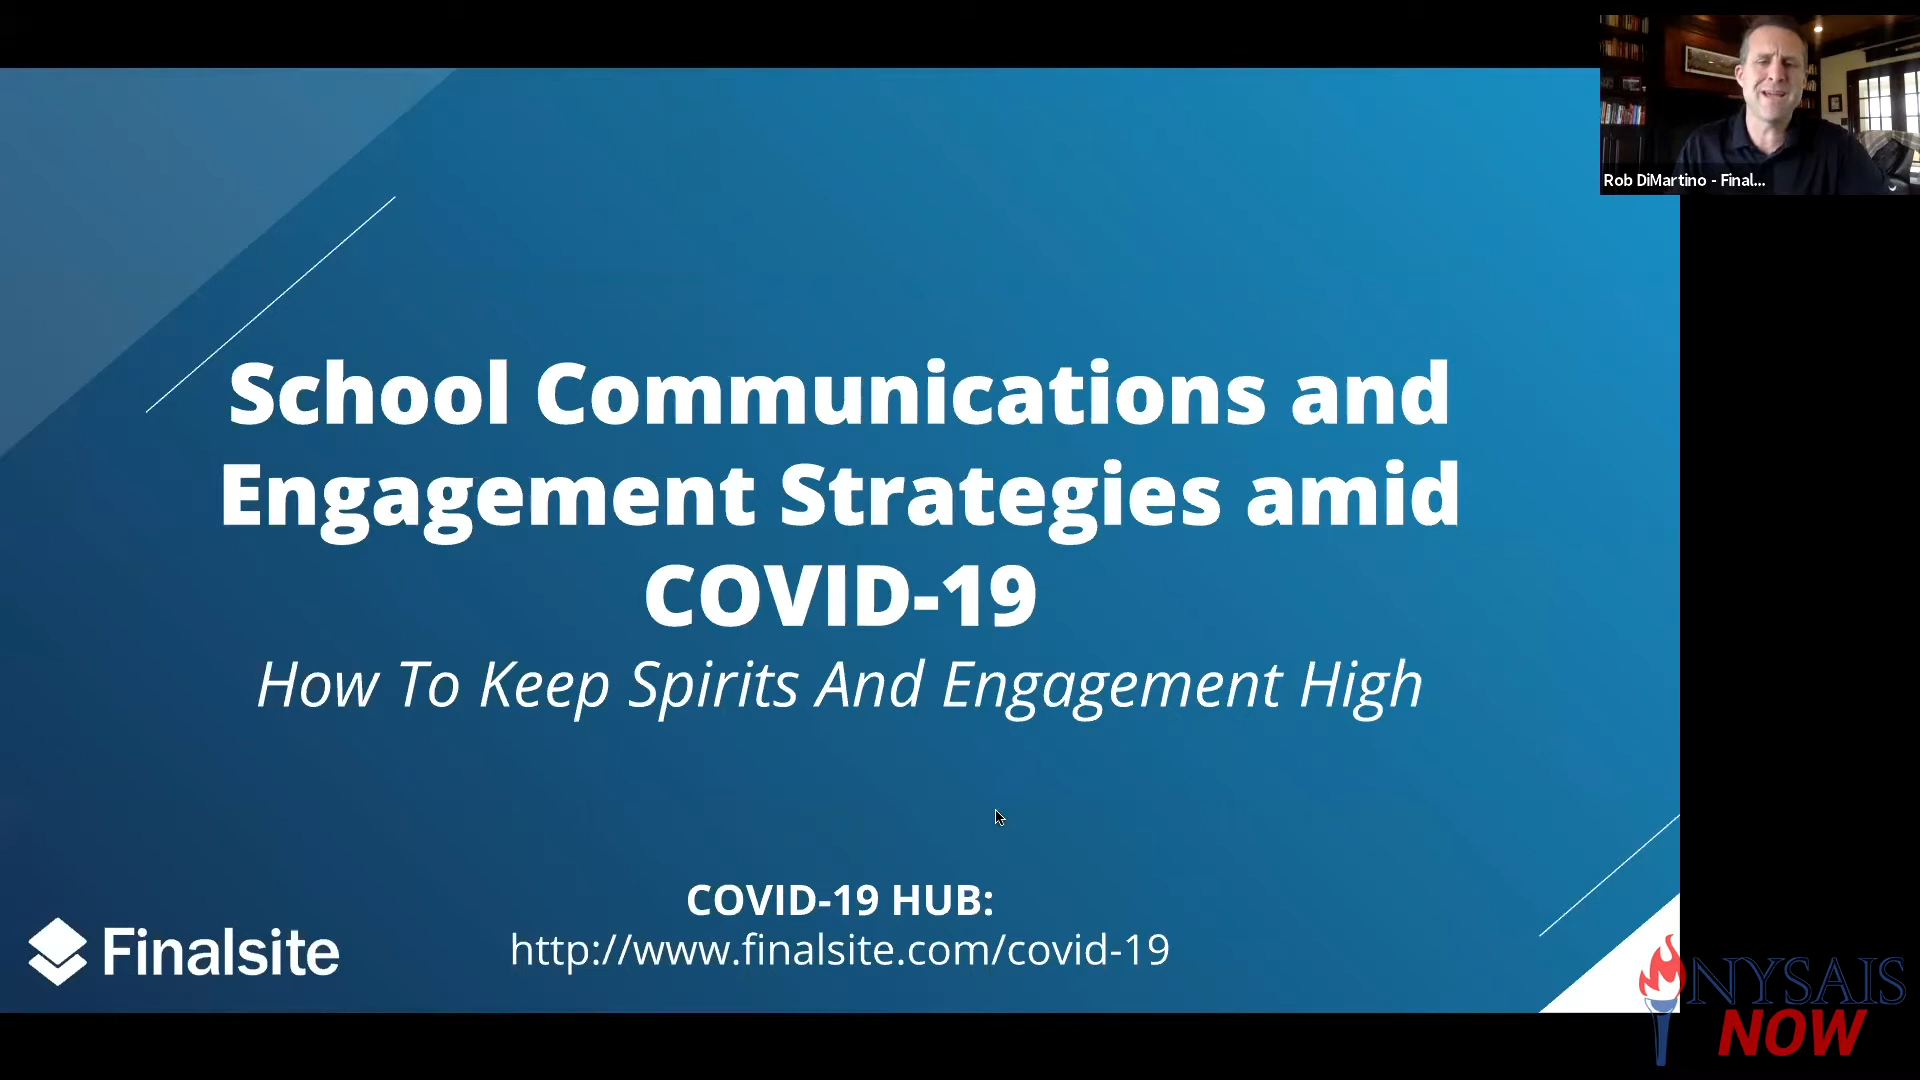 Rob DiMartino - Final...
School Communications and
Engagement Strategies amid
COVID-19
How To Keep Spirits And Engagement High
COVID-19 HUB:
http://www.finalsite.com/covid-19
Finalsite
NYSAIS
NOW